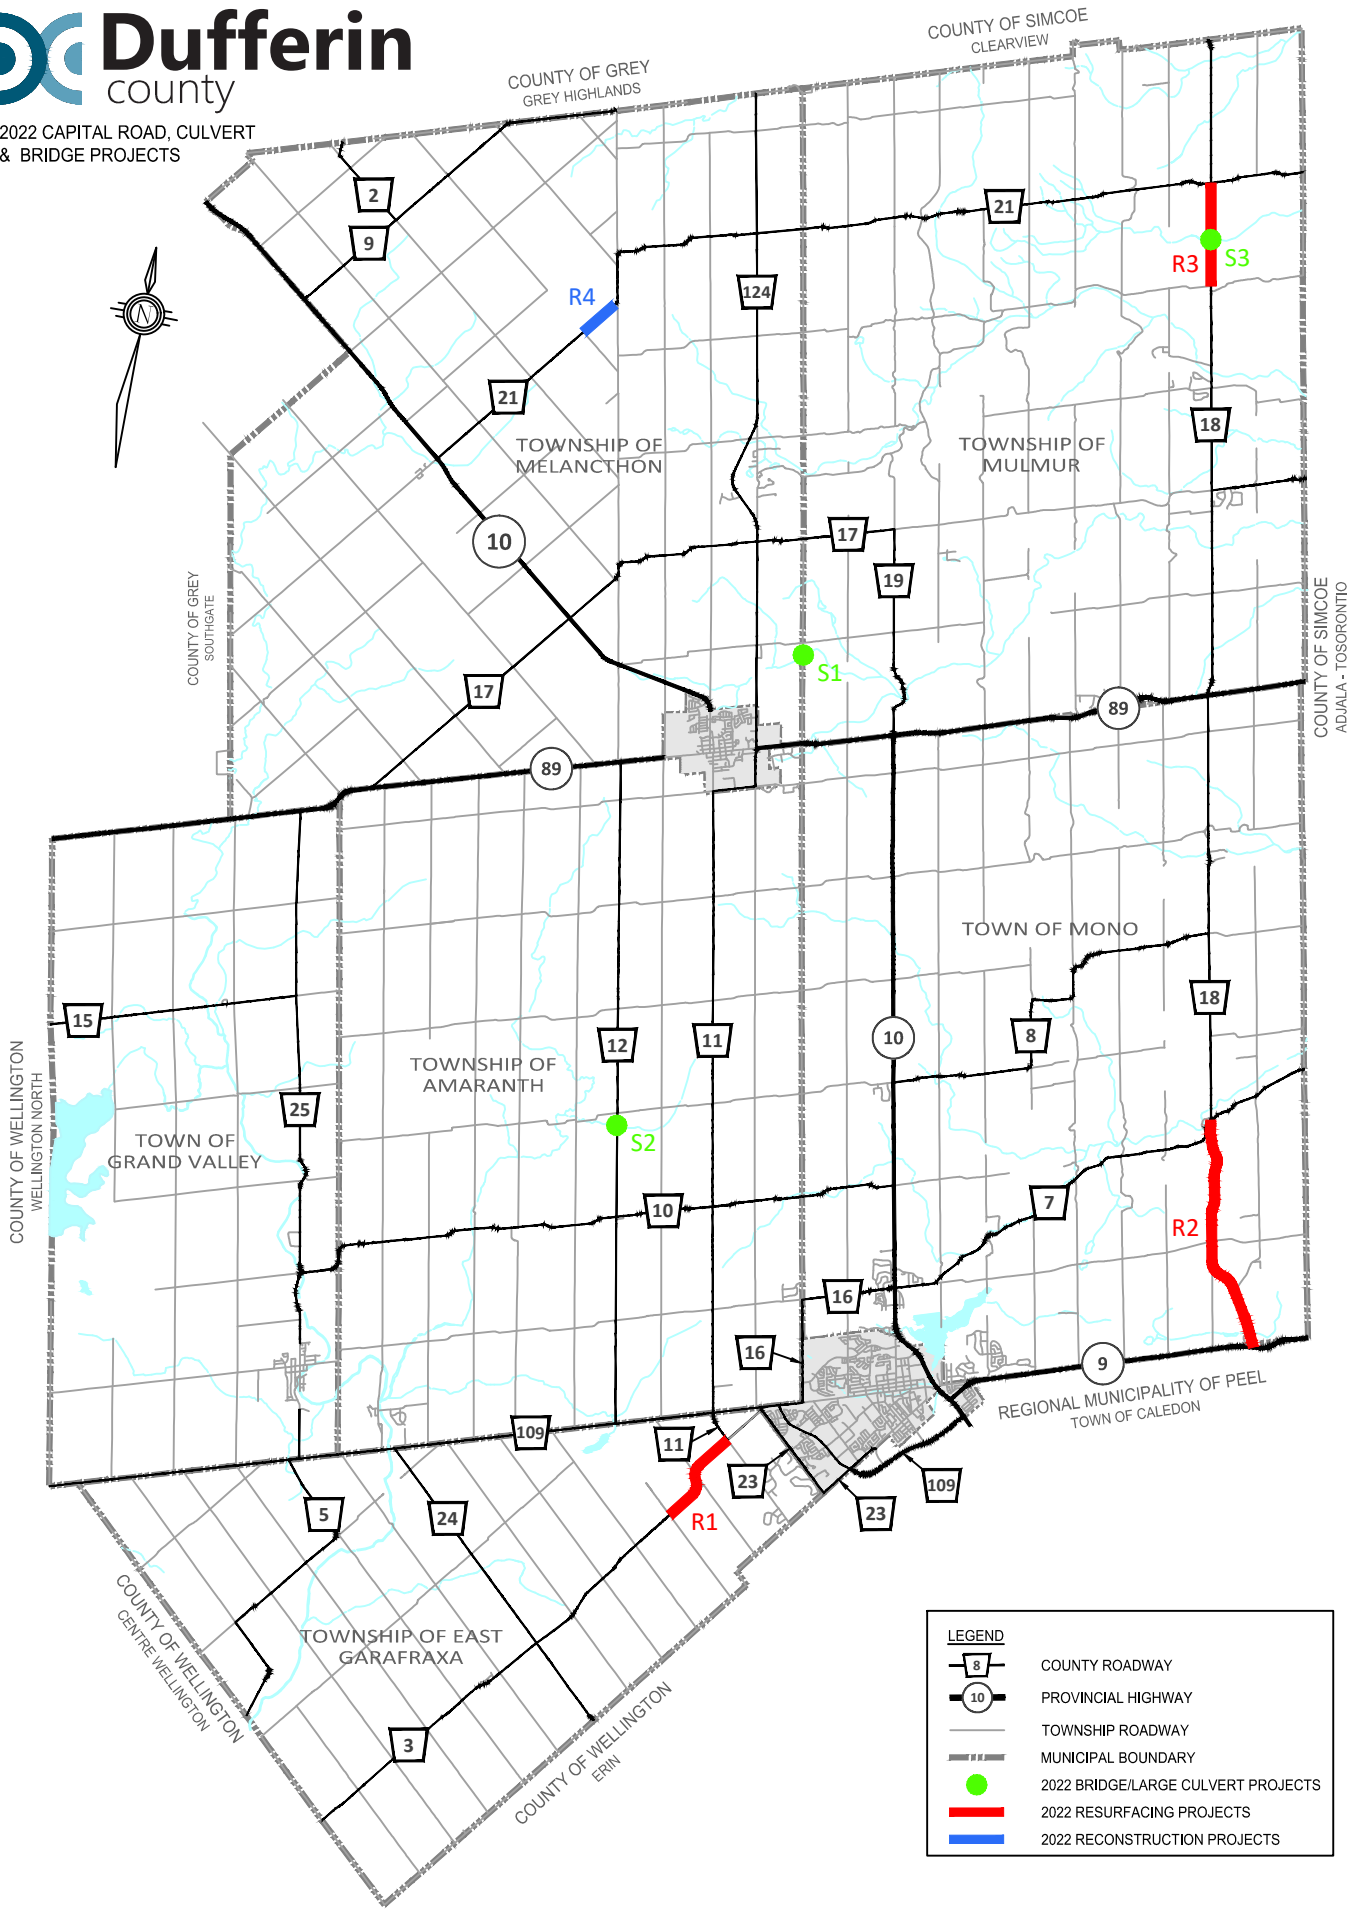 Dufferin
county
2022 CAPITAL ROAD, CULVERT
& BRIDGE PROJECTS
COUNTY OF SIMCOE
CLEARVIEW
COUNTY OF GREY
GREY HIGHLANDS
2
9
21
124
R3
S3
R4
N
21
18
TOWNSHIP OF
MELANCTHON
TOWNSHIP OF
MULMUR
10
17
19
COUNTY OF GREY
SOUTHGATE
COUNTY OF SIMCOE
ADJALA - TOSORONTIO
S1
17
89
89
TOWN OF MONO
18
15
12
11
10
8
TOWNSHIP OF
AMARANTH
25
COUNTY OF WELLINGTON
WELLINGTON NORTH
TOWN OF
GRAND VALLEY
S2
10
7
R2
16
16
9
REGIONAL MUNICIPALITY OF PEEL
TOWN OF CALEDON
109
11
23
109
5
24
R1
23
COUNTY OF WELLINGTON
CENTRE WELLINGTON
TOWNSHIP OF EAST
GARAFRAXA
COUNTY OF WELLINGTON
ERIN
3
LEGEND
8 COUNTY ROADWAY
10 PROVINCIAL HIGHWAY
TOWNSHIP ROADWAY
MUNICIPAL BOUNDARY
2022 BRIDGE/LARGE CULVERT PROJECTS
2022 RESURFACING PROJECTS
2022 RECONSTRUCTION PROJECTS